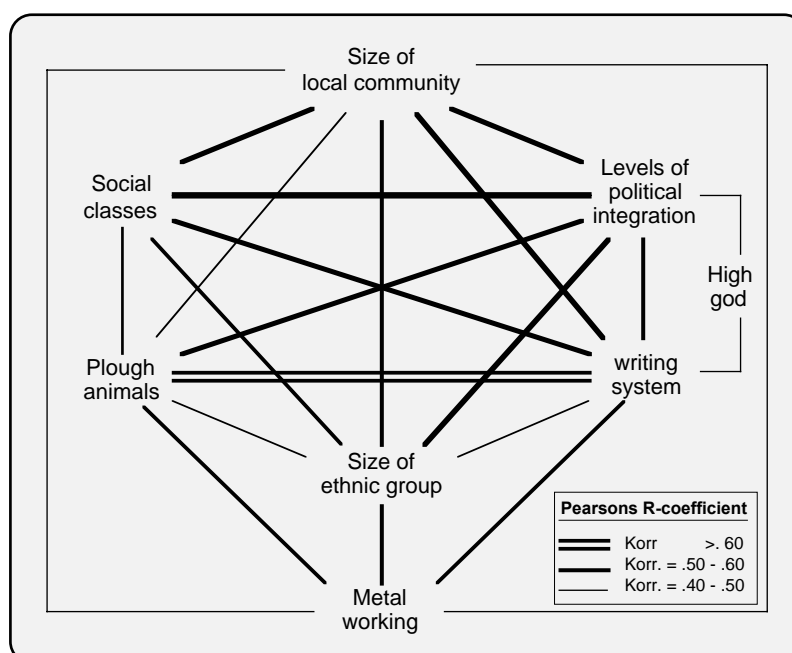 Size of
local community
Social
classes
Levels of
political
integration
High
god
Plough
animals
writing
system
Size of
ethnic group
Metal
working
Pearsons R-coefficient
Korr >. 60
Korr. = .50 - .60
Korr. = .40 - .50